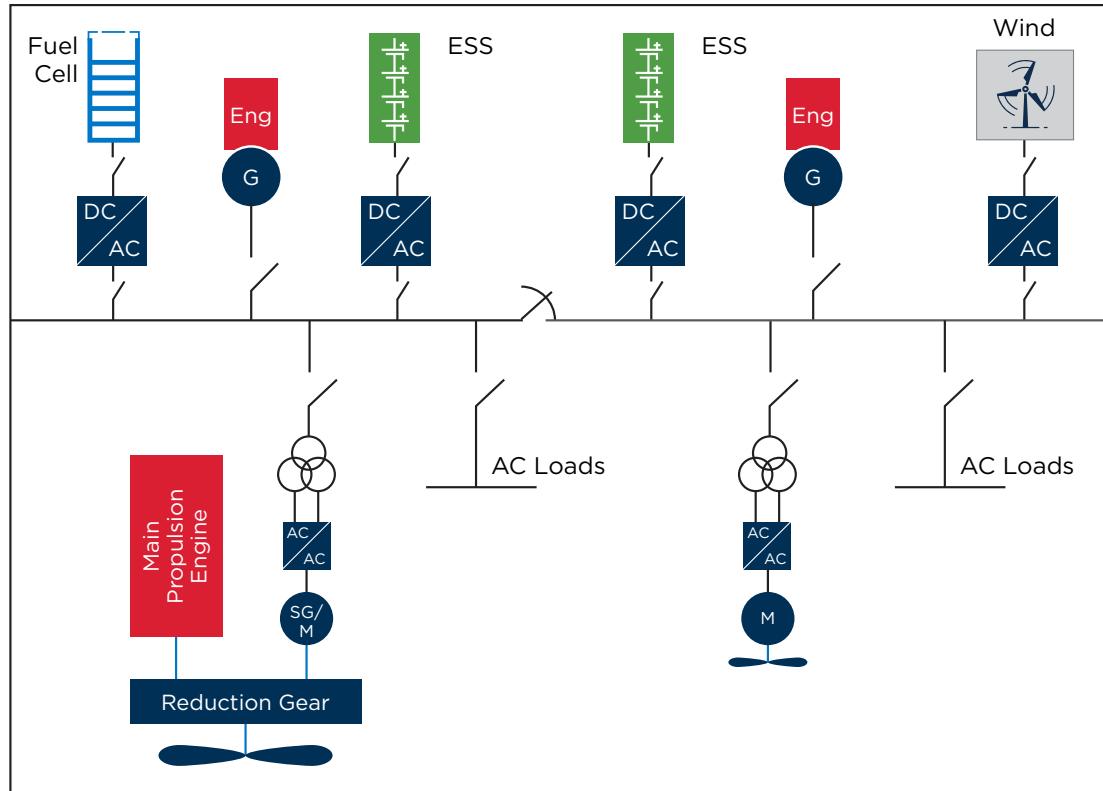 Fuel
Cell
ESS
ESS
Wind
Eng
Eng
G
G
DC
AC
DC
AC
DC
AC
DC
AC
AC Loads
AC Loads
Main
Propulsion
Engine
AC
AC
AC
AC
SG/
M
M
Reduction Gear